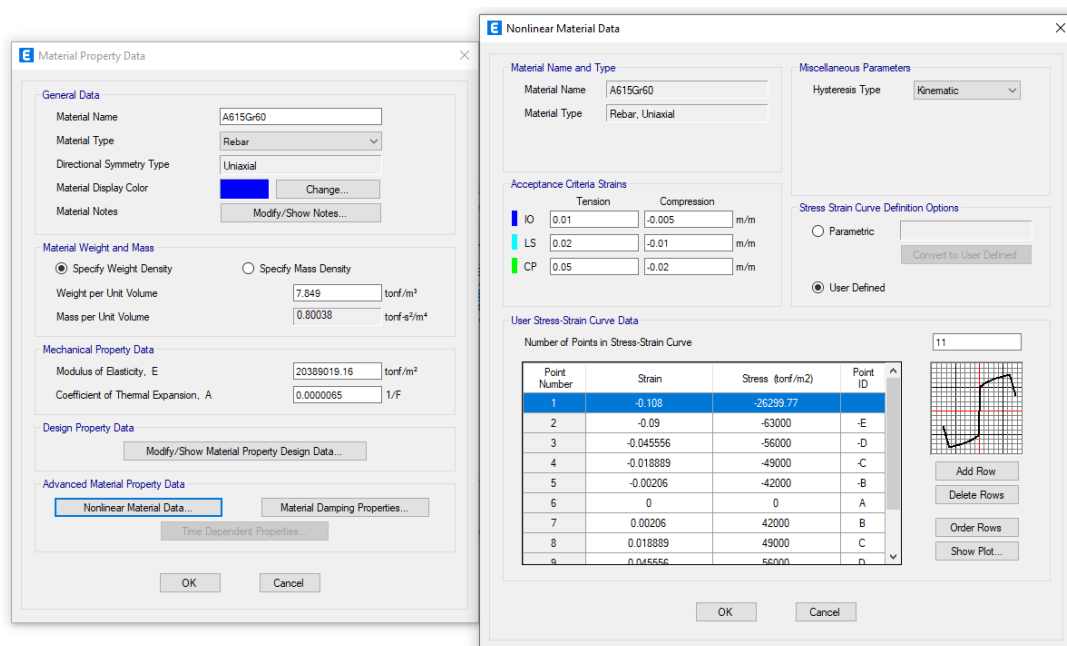 Material Property Data
General Data
Material Name A615Gr60
Material Type Rebar
Directional Symmetry Type Uniaxial
Material Display Color Change...
Material Notes Modify/Show Notes...
Material Weight and Mass
Specify Weight Density Specify Mass Density
Weight per Unit Volume 7.849 tonf/m³
Mass per Unit Volume 0.80038 tonf-s²/m⁴
Mechanical Property Data
Modulus of Elasticity, E 20389019.16 tonf/m²
Coefficient of Thermal Expansion, A 0.0000065 1/F
Design Property Data
Modify/Show Material Property Design Data...
Advanced Material Property Data
Nonlinear Material Data... Material Damping Properties...
Time Dependent Properties...
OK Cancel
Nonlinear Material Data
Material Name and Type
Material Name A615Gr60
Material Type Rebar, Uniaxial
Miscellaneous Parameters
Hysteresis Type Kinematic
Acceptance Criteria Strains
Tension Compression
IO 0.01 -0.005 m/m
LS 0.02 -0.01 m/m
CP 0.05 -0.02 m/m
Stress Strain Curve Definition Options
Parametric
Convert to User Defined
User Defined
User Stress-Strain Curve Data
Number of Points in Stress-Strain Curve 11
Point Number Strain Stress (tonf/m2) Point ID
1 -0.108 -26299.77
2 -0.09 -63000 -E
3 -0.045556 -56000 -D
4 -0.018889 -49000 -C
5 -0.00206 -42000 -B
6 0 0 A
7 0.00206 42000 B
8 0.018889 49000 C
9 0.045556 56000 D
Add Row
Delete Rows
Order Rows
Show Plot...
OK Cancel